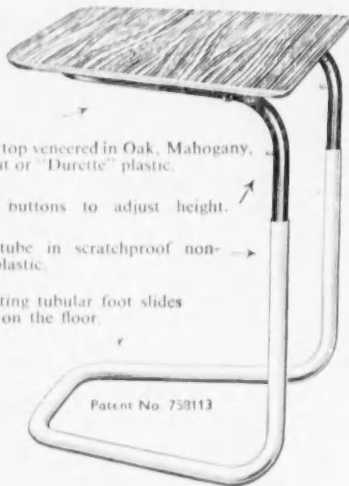 top veneered in Oak, Mahogany,
or "Durette" plastic.
buttons to adjust height.
tube in scratchproof non-
plastic.
tubular foot slides
on the floor.
Patent No. 758113